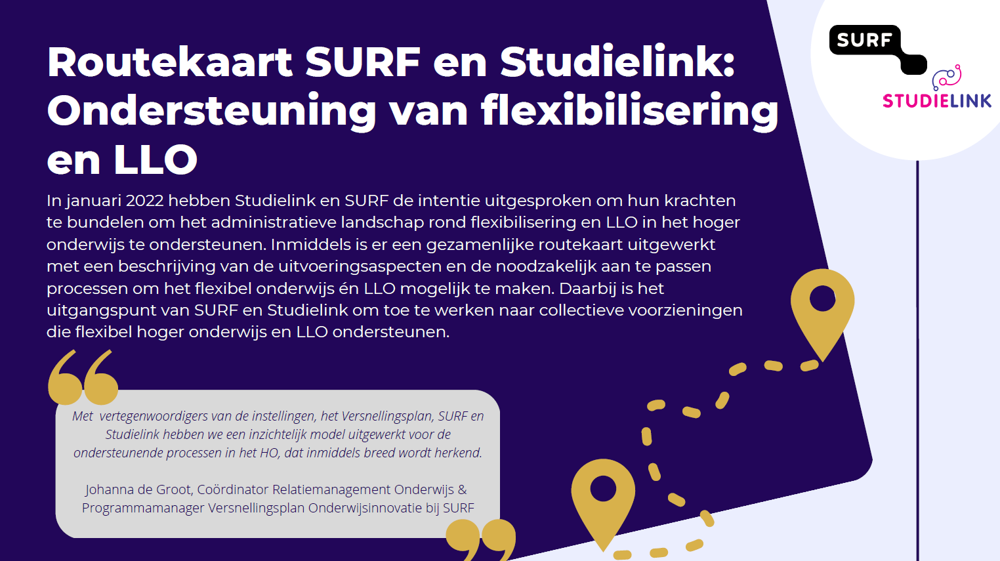 Routekaart SURF en Studielink:
Ondersteuning van flexibilisering
en LLO
SURF
STUDIELINK
In januari 2022 hebben Studielink en SURF de intentie uitgesproken om hun krachten
te bundelen om het administratieve landschap rond flexibilisering en LLO in het hoger
onderwijs te ondersteunen. Inmiddels is er een gezamenlijke routekaart uitgewerkt
met een beschrijving van de uitvoeringsaspecten en de noodzakelijk aan te passen
processen om het flexibel onderwijs én LLO mogelijk te maken. Daarbij is het
uitgangspunt van SURF en Studielink om toe te werken naar collectieve voorzieningen
die flexibel hoger onderwijs en LLO ondersteunen.
Met vertegenwoordigers van de instellingen, het Versnellingsplan, SURF en
Studielink hebben we een inzichtelijk model uitgewerkt voor de
ondersteunende processen in het HO, dat inmiddels breed wordt herkend.
Johanna de Groot, Coördinator Relatiemanagement Onderwijs &
Programmamanager Versnellingsplan Onderwijsinnovatie bij SURF